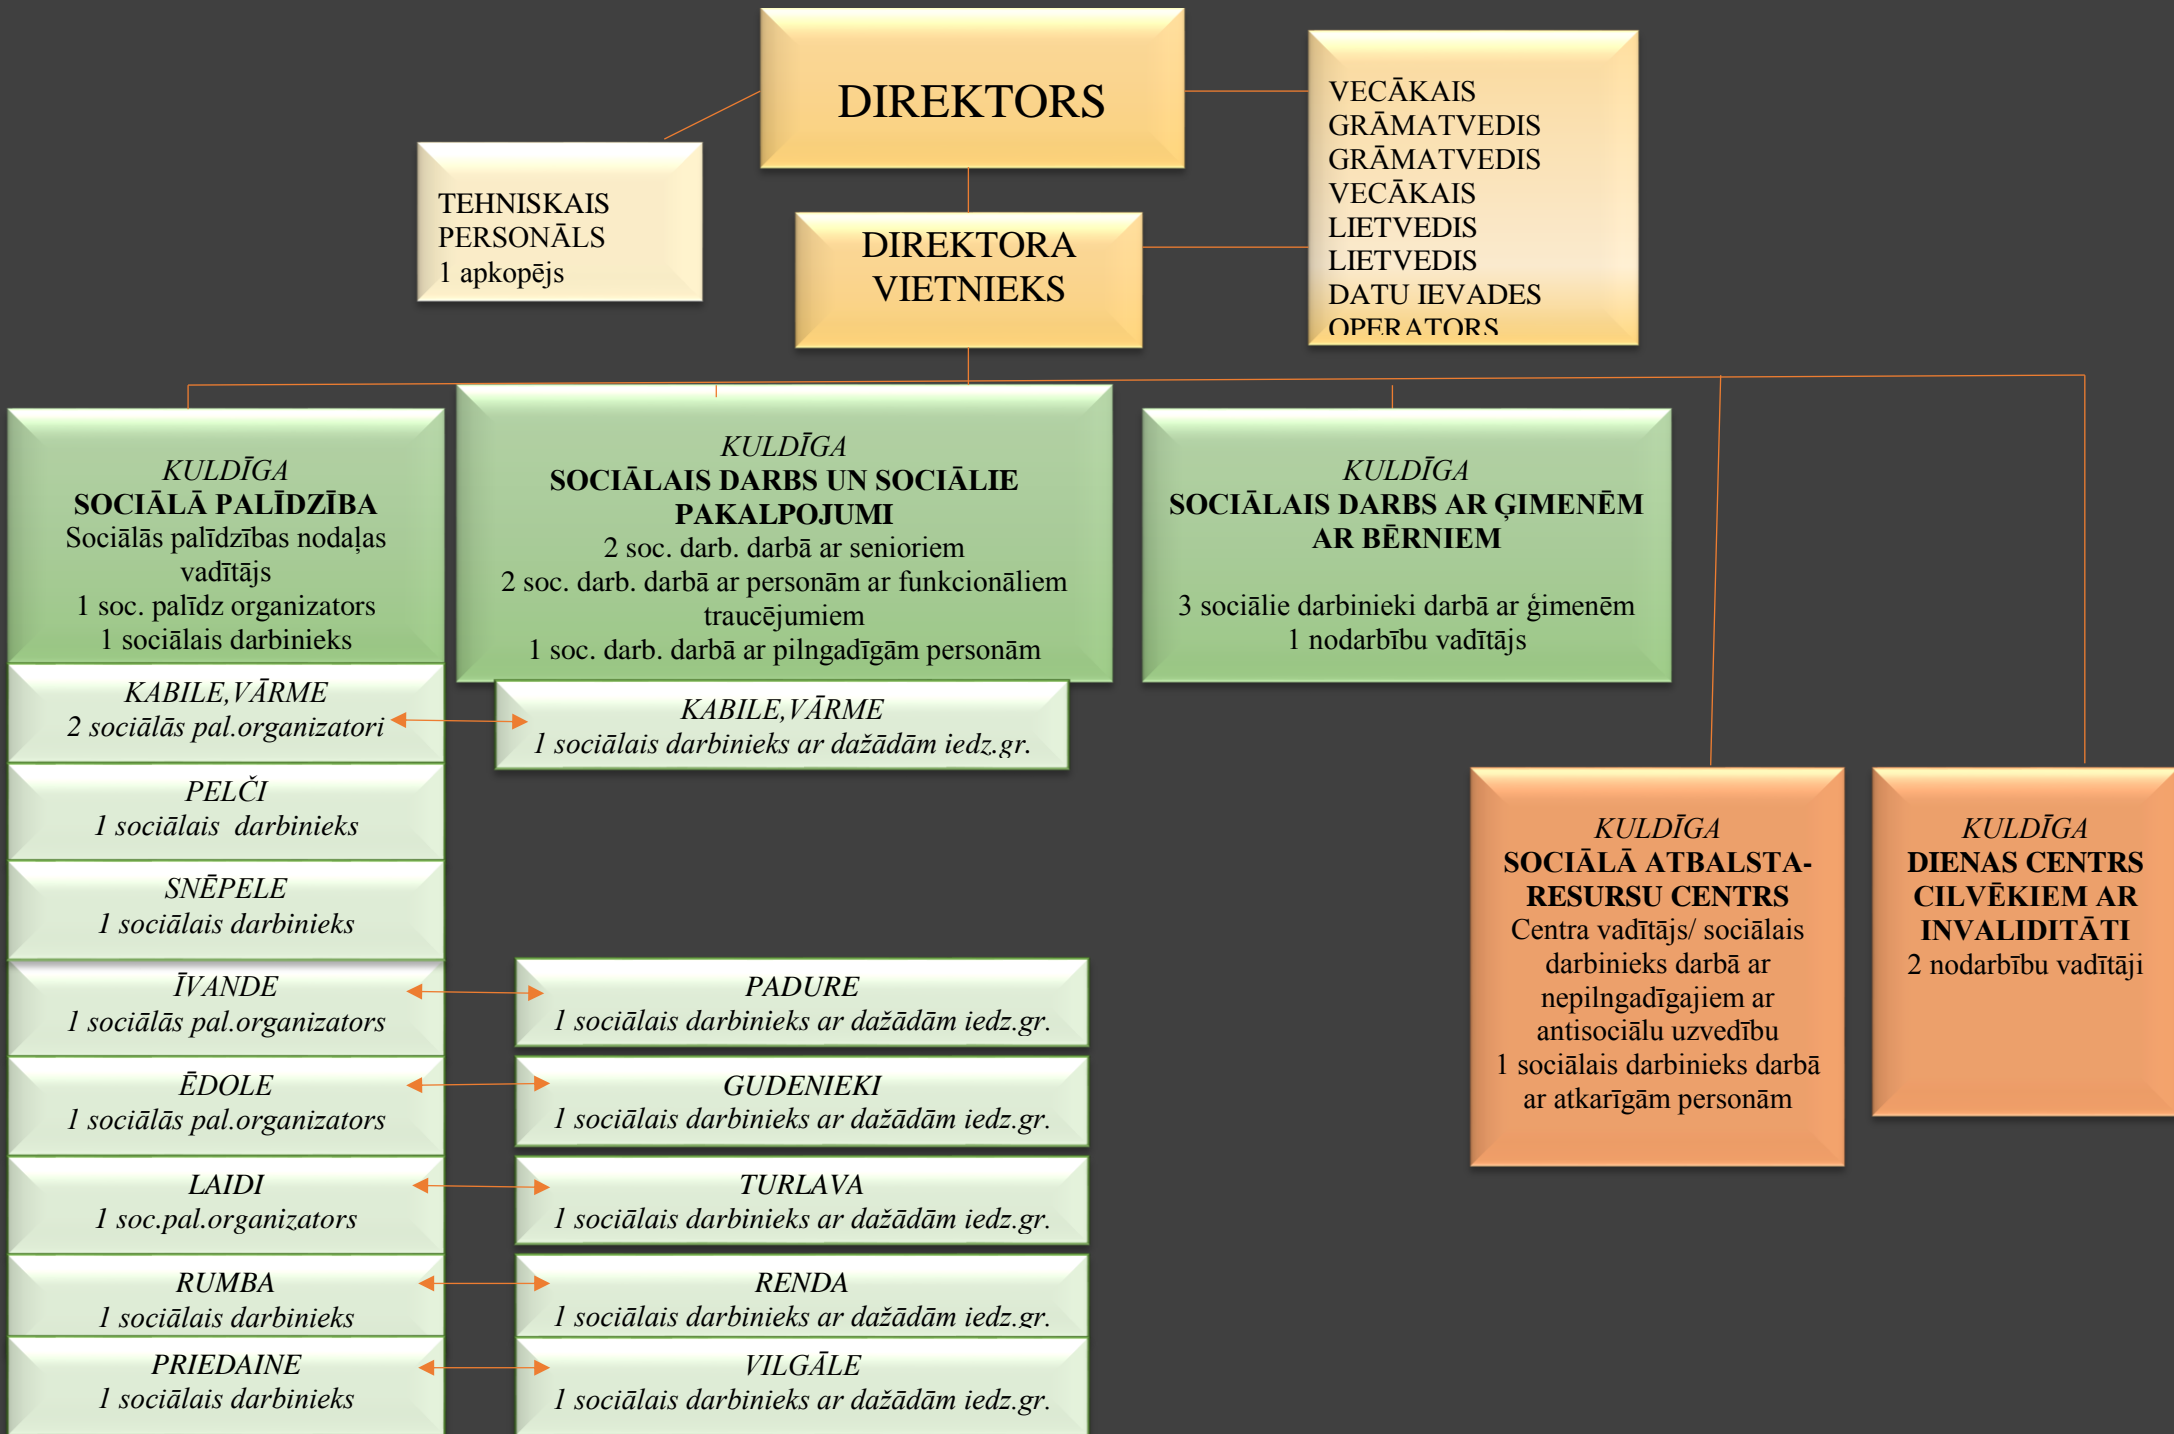 DIREKTORS
VECĀKAIS
GRĀMATVEDIS
GRĀMATVEDIS
VECĀKAIS
LIETVEDIS
LIETVEDIS
DATU IEVADES
OPERATORS
TEHNISKAIS
PERSONĀLS
1 apkopējs
DIREKTORA
VIETNIEKS
KULDĪGA
SOCIĀLĀ PALĪDZĪBA
Sociālās palīdzības nodaļas
vadītājs
1 soc. palīdz organizators
1 sociālais darbinieks
KULDĪGA
SOCIĀLAIS DARBS UN SOCIĀLIE
PAKALPOJUMI
2 soc. darb. darbā ar senioriem
2 soc. darb. darbā ar personām ar funkcionāliem
traucējumiem
1 soc. darb. darbā ar pilngadīgām personām
KULDĪGA
SOCIĀLAIS DARBS AR ĢIMENĒM
AR BĒRNIEM
3 sociālie darbinieki darbā ar ģimenēm
1 nodarbību vadītājs
KABILE,VĀRME
2 sociālās pal.organizatori
KABILE,VĀRME
1 sociālais darbinieks ar dažādām iedz.gr.
PELČI
1 sociālais  darbinieks
SNĒPELE
1 sociālais darbinieks
ĪVANDE
1 sociālās pal.organizators
PADURE
1 sociālais darbinieks ar dažādām iedz.gr.
ĒDOLE
1 sociālās pal.organizators
GUDENIEKI
1 sociālais darbinieks ar dažādām iedz.gr.
LAIDI
1 soc.pal.organizators
TURLAVA
1 sociālais darbinieks ar dažādām iedz.gr.
RUMBA
1 sociālais darbinieks
RENDA
1 sociālais darbinieks ar dažādām iedz.gr.
PRIEDAINE
1 sociālais darbinieks
VILGĀLE
1 sociālais darbinieks ar dažādām iedz.gr.
KULDĪGA
SOCIĀLĀ ATBALSTA-
RESURSU CENTRS
Centra vadītājs/ sociālais
darbinieks darbā ar
nepilngadīgajiem ar
antisociālu uzvedību
1 sociālais darbinieks darbā
ar atkarīgām personām
KULDĪGA
DIENAS CENTRS
CILVĒKIEM AR
INVALIDITĀTI
2 nodarbību vadītāji